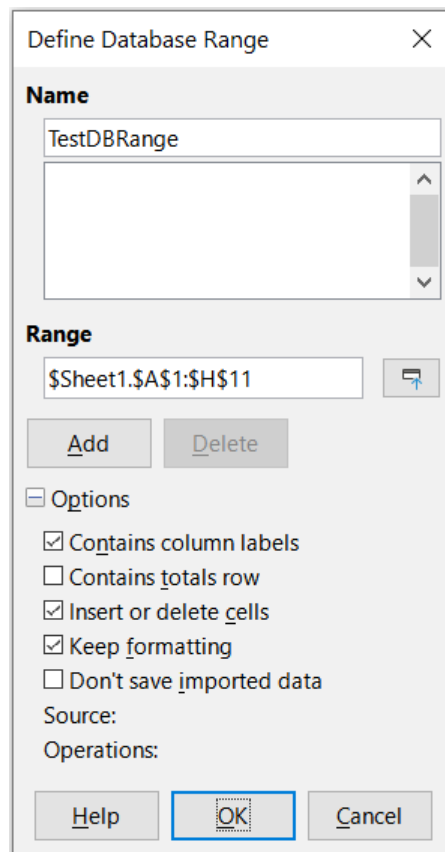 Define Database Range
Name
TestDBRange
Range
$Sheet1.$A$1:$H$11
Add Delete
Options
Contains column labels
Contains totals row
Insert or delete cells
Keep formatting
Don't save imported data
Source:
Operations:
Help OK Cancel